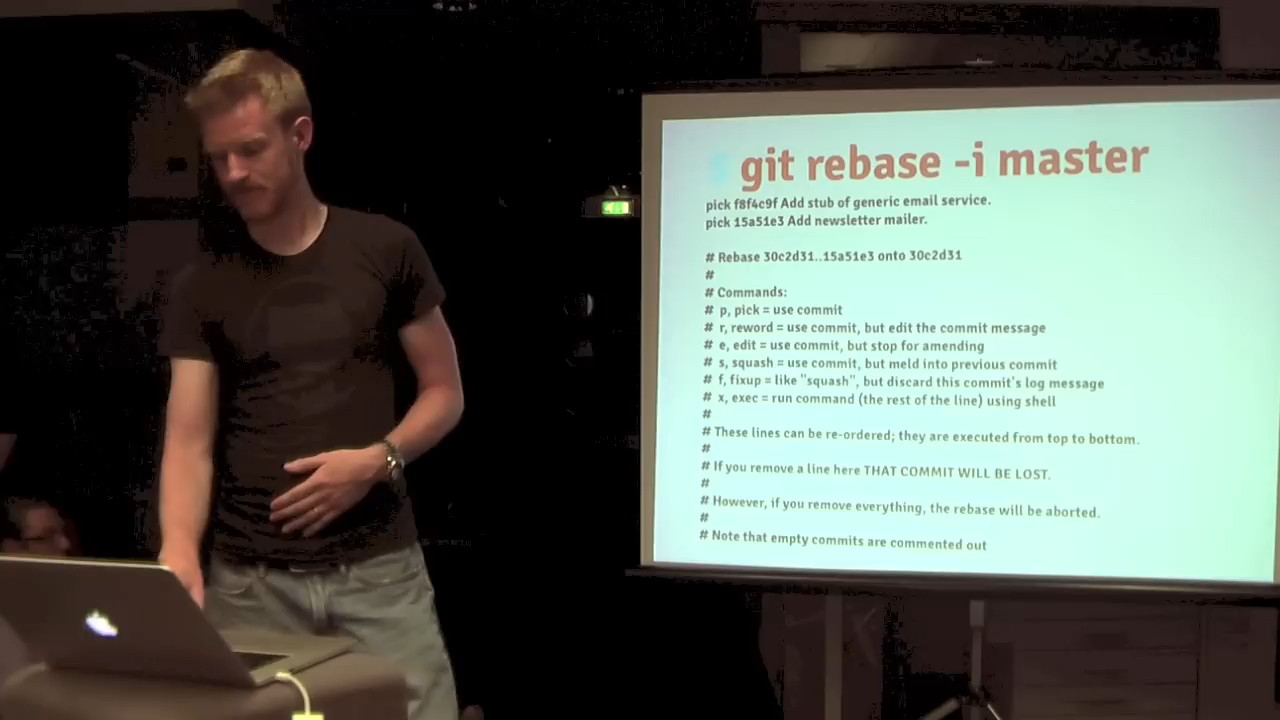 $ git rebase -i master
pick f8f4c9f Add stub of generic email service.
pick 15a51e3 Add newsletter mailer.
# Rebase 30c2d31..15a51e3 onto 30c2d31
#
# Commands:
# p, pick = use commit
# r, reword = use commit, but edit the commit message
# e, edit = use commit, but stop for amending
# s, squash = use commit, but meld into previous commit
# f, fixup = like "squash", but discard this commit's log message
# x, exec = run command (the rest of the line) using shell
#
# These lines can be re-ordered; they are executed from top to bottom.
#
# If you remove a line here THAT COMMIT WILL BE LOST.
#
# However, if you remove everything, the rebase will be aborted.
#
# Note that empty commits are commented out